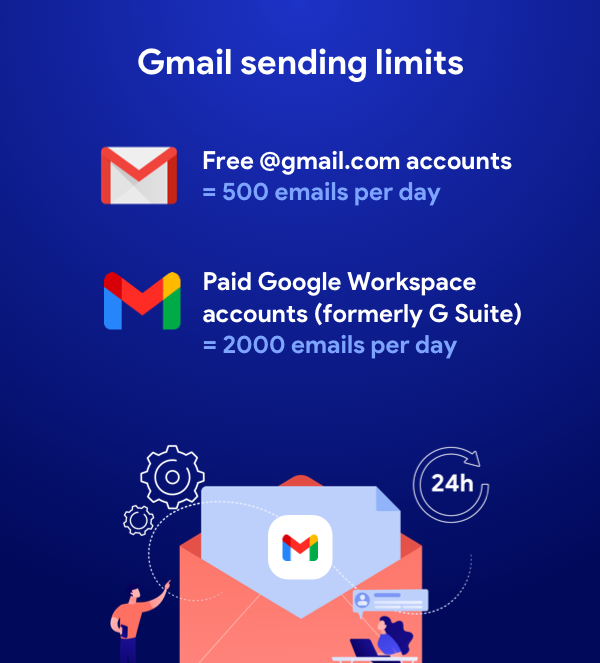 Gmail sending limits
Free @gmail.com accounts
= 500 emails per day
Paid Google Workspace
accounts (formerly G Suite)
= 2000 emails per day
24h